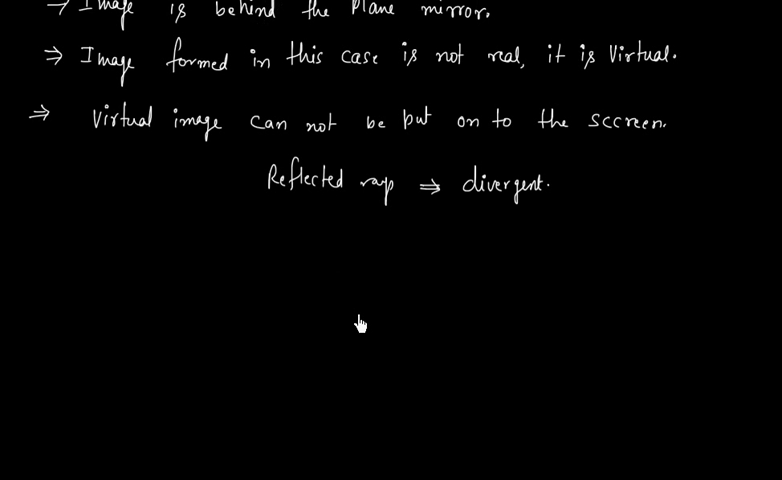 → Image is behind the Plane mirror.
⇒ Image formed in this case is not real, it is Virtual.
⇒ Virtual image can not be put on to the sccreen.
Reflected rays ⇒ divergent.